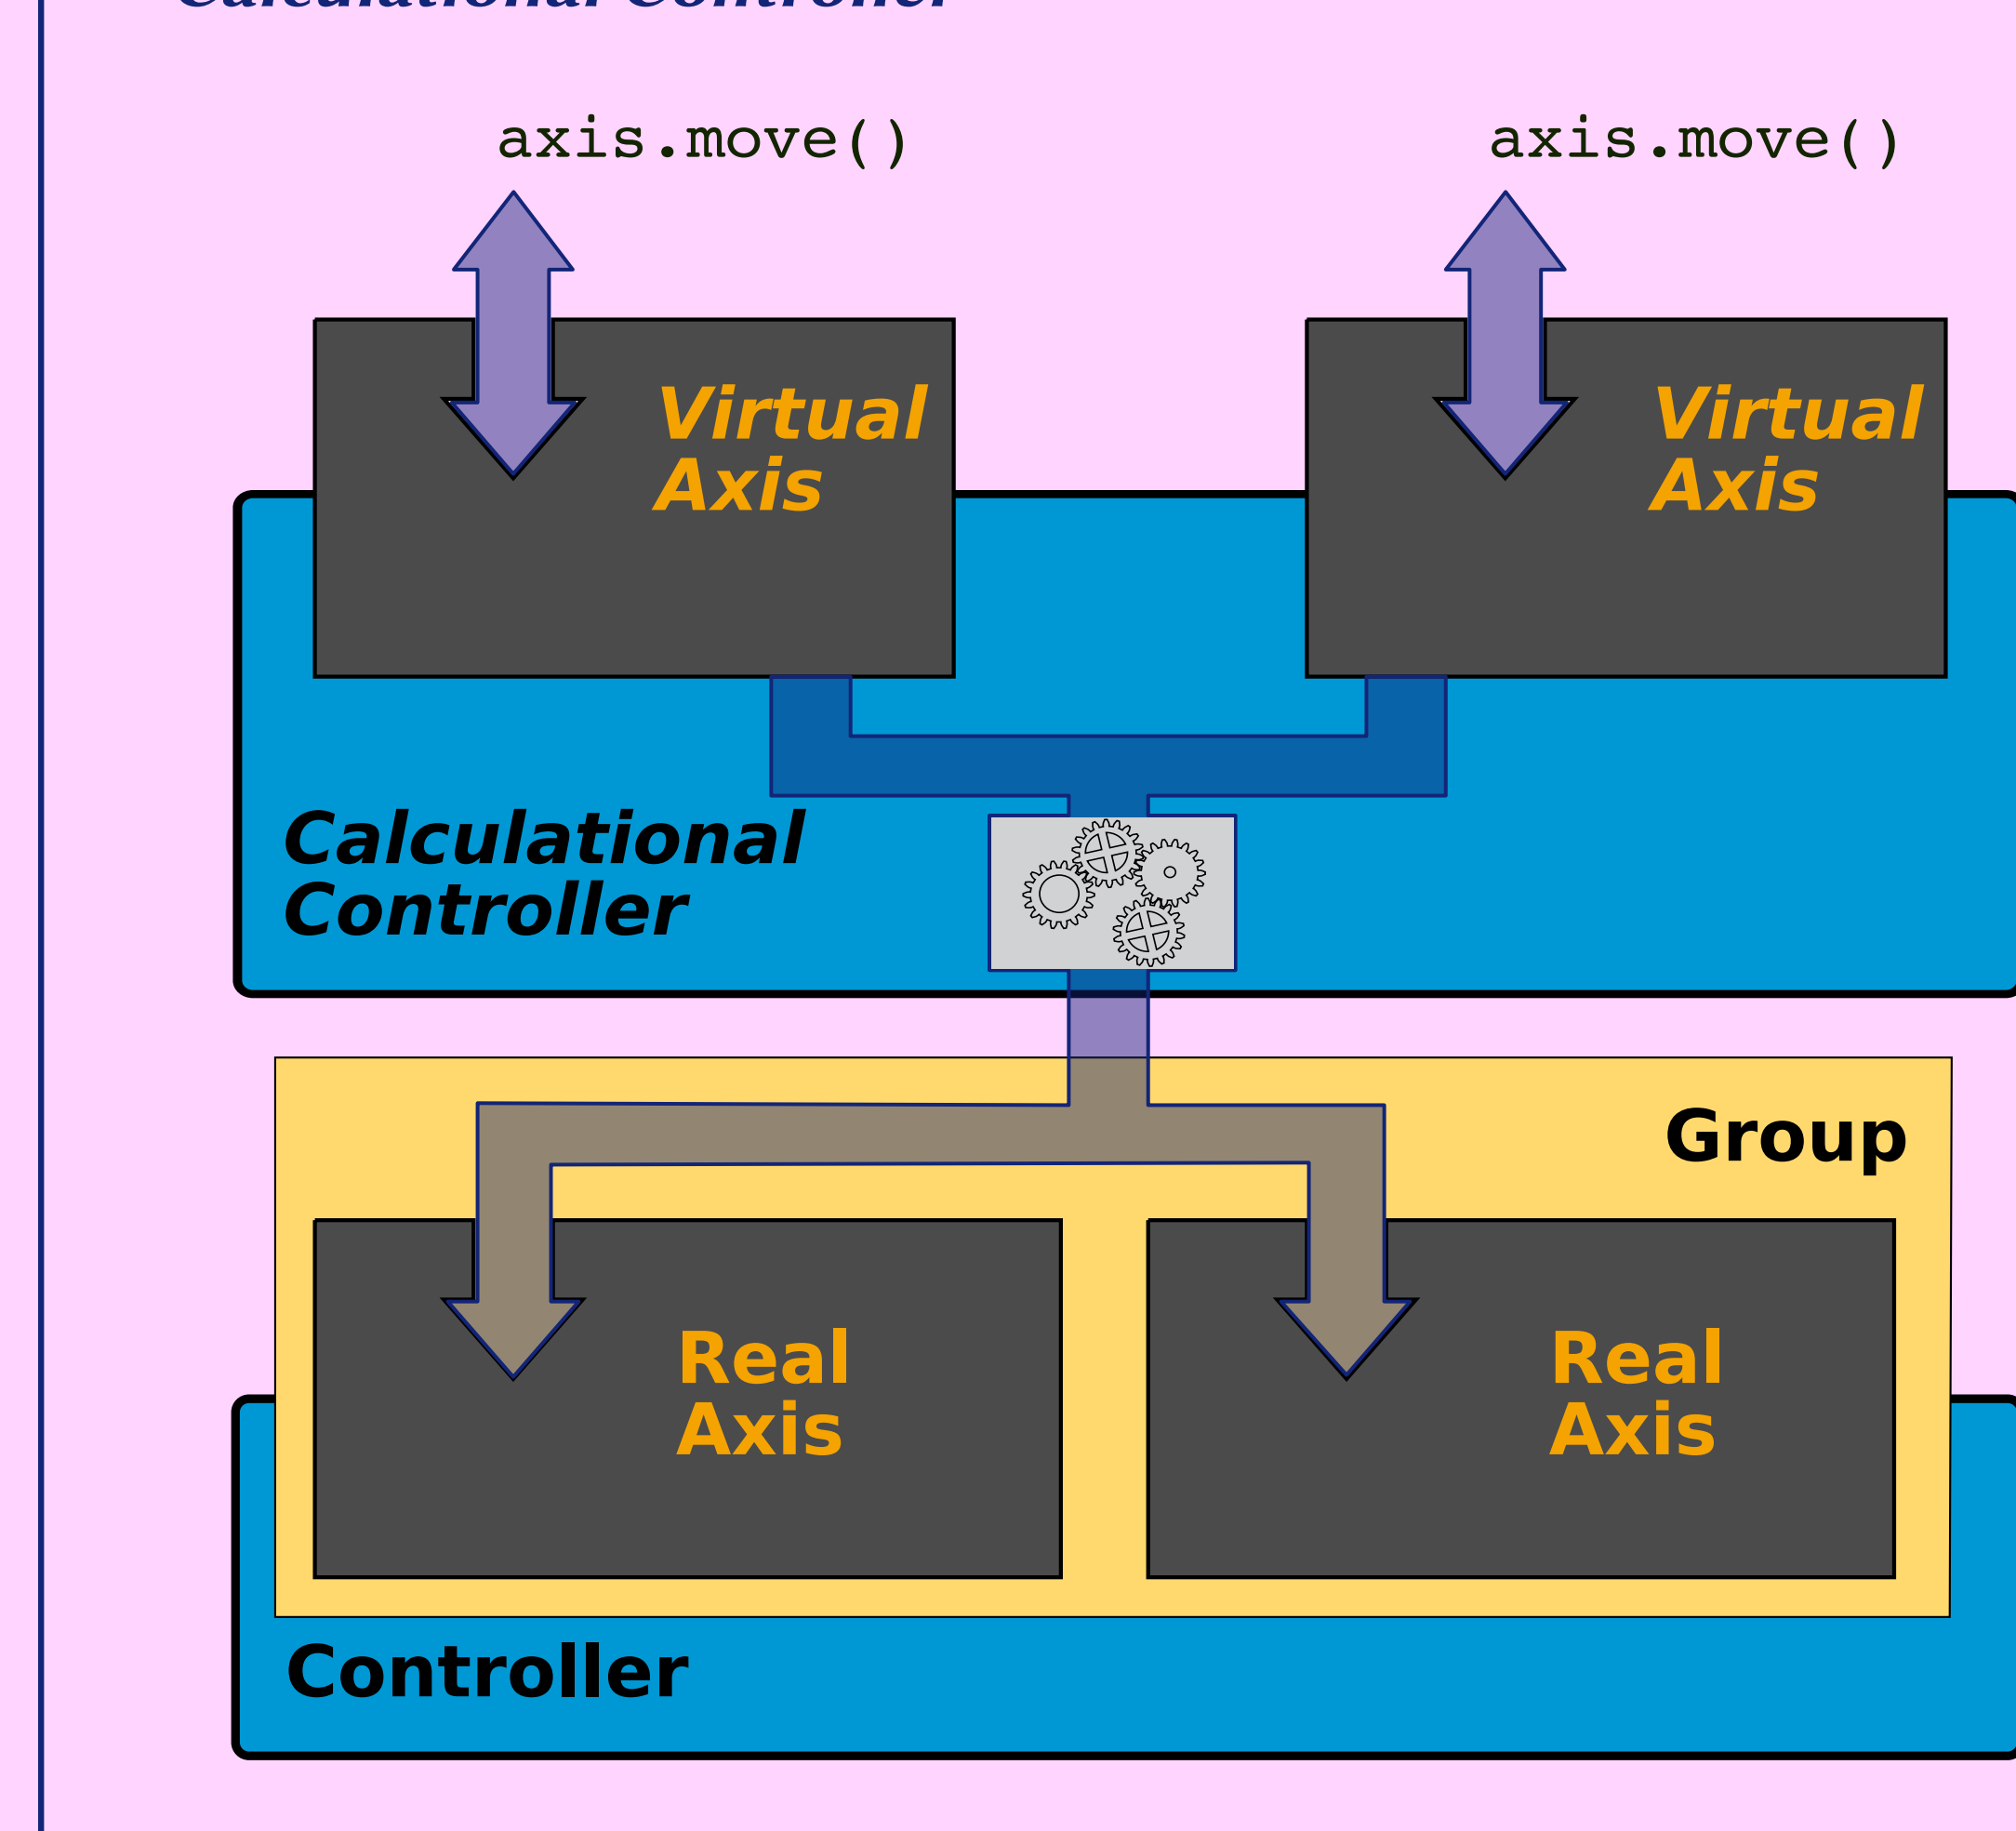 axis.move() axis.move()
Virtual Virtual
Axis Axis
Calculational
Controller
Group
Real Real
Axis Axis
Controller